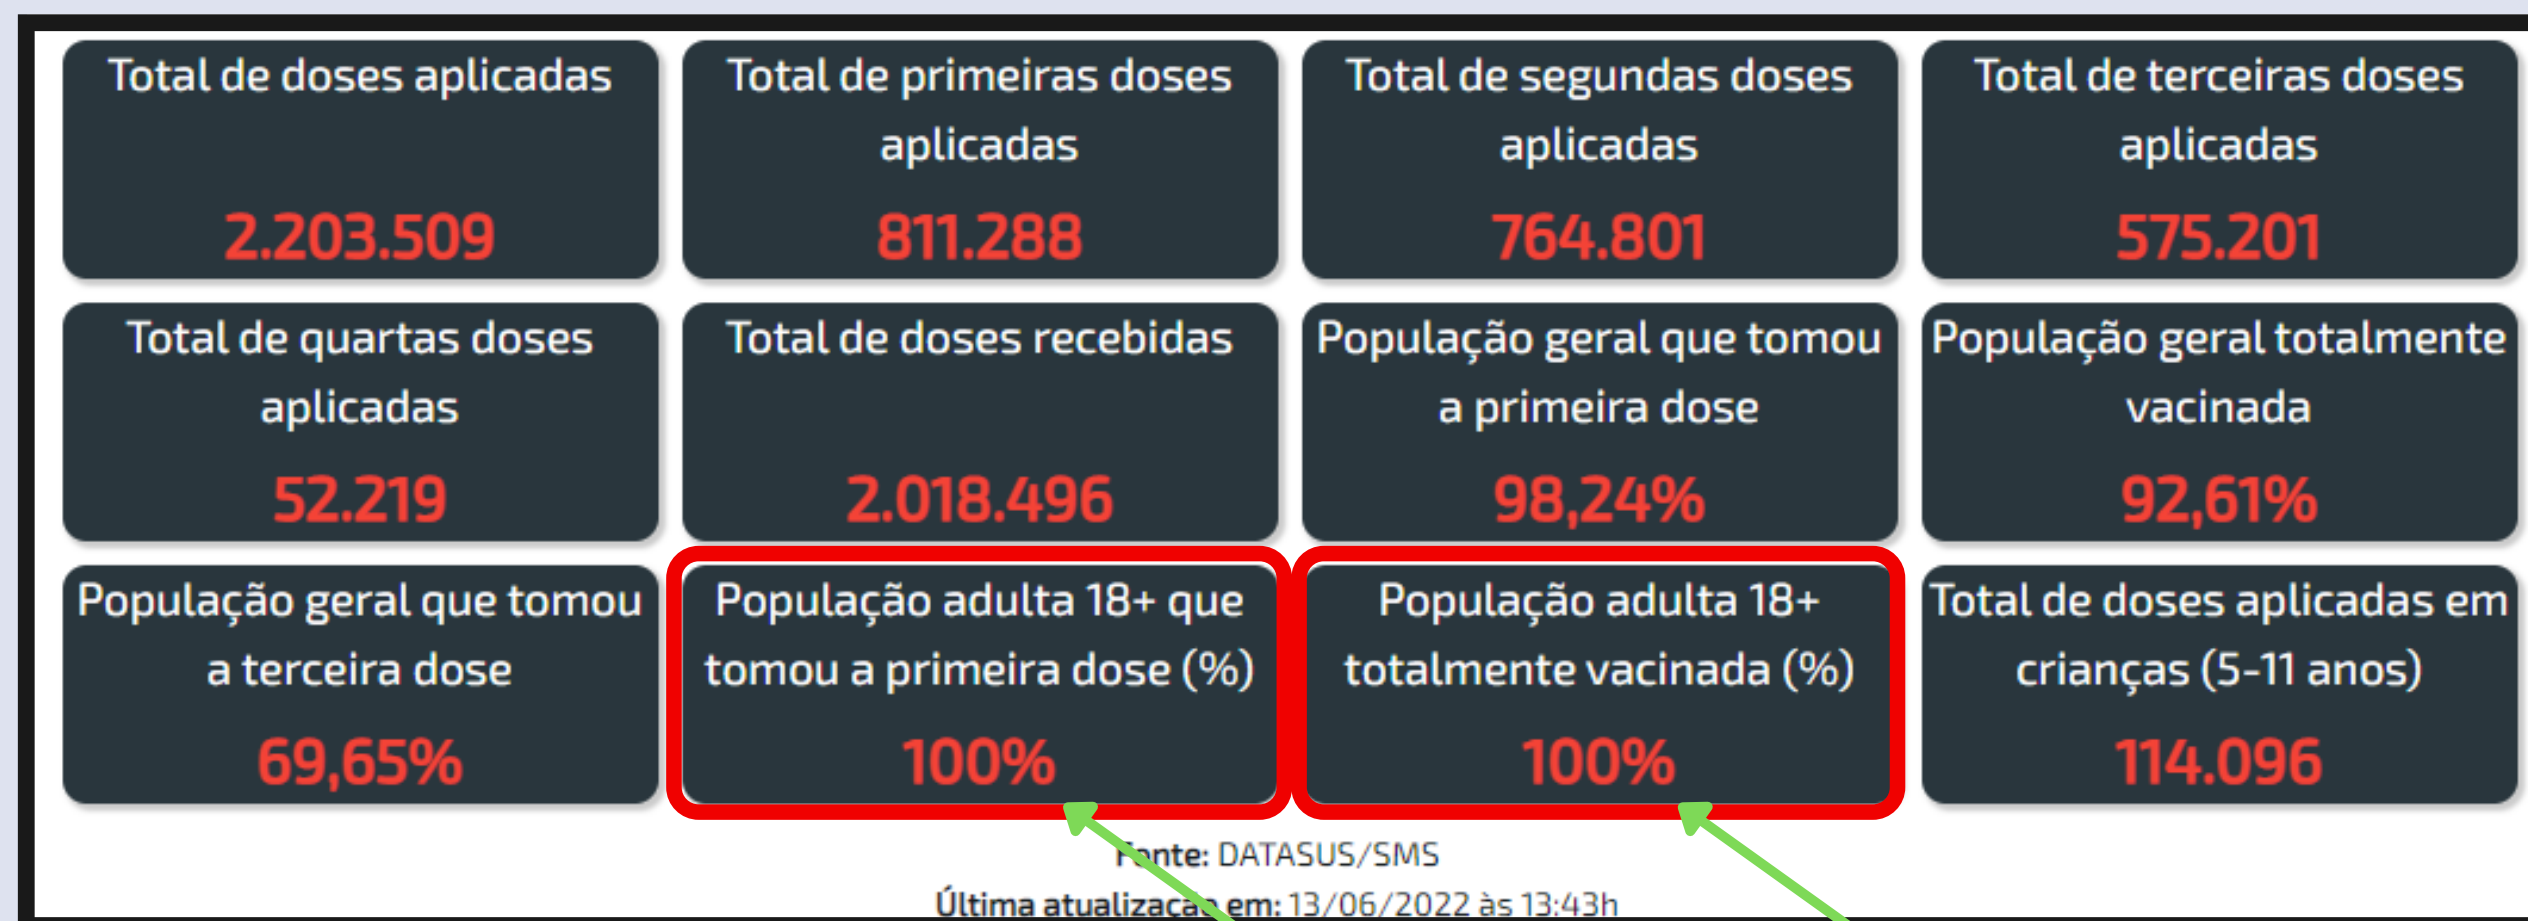 Total de doses aplicadas
2.203.509
Total de primeiras doses
aplicadas
811.288
Total de segundas doses
aplicadas
764.801
Total de terceiras doses
aplicadas
575.201
Total de quartas doses
aplicadas
52.219
Total de doses recebidas
2.018.496
População geral que tomou
a primeira dose
98,24%
População geral totalmente
vacinada
92,61%
População geral que tomou
a terceira dose
69,65%
População adulta 18+ que
tomou a primeira dose (%)
100%
População adulta 18+
totalmente vacinada (%)
100%
Total de doses aplicadas em
crianças (5-11 anos)
114.096
Fonte: DATASUS/SMS
Última atualização em: 13/06/2022 às 13:43h